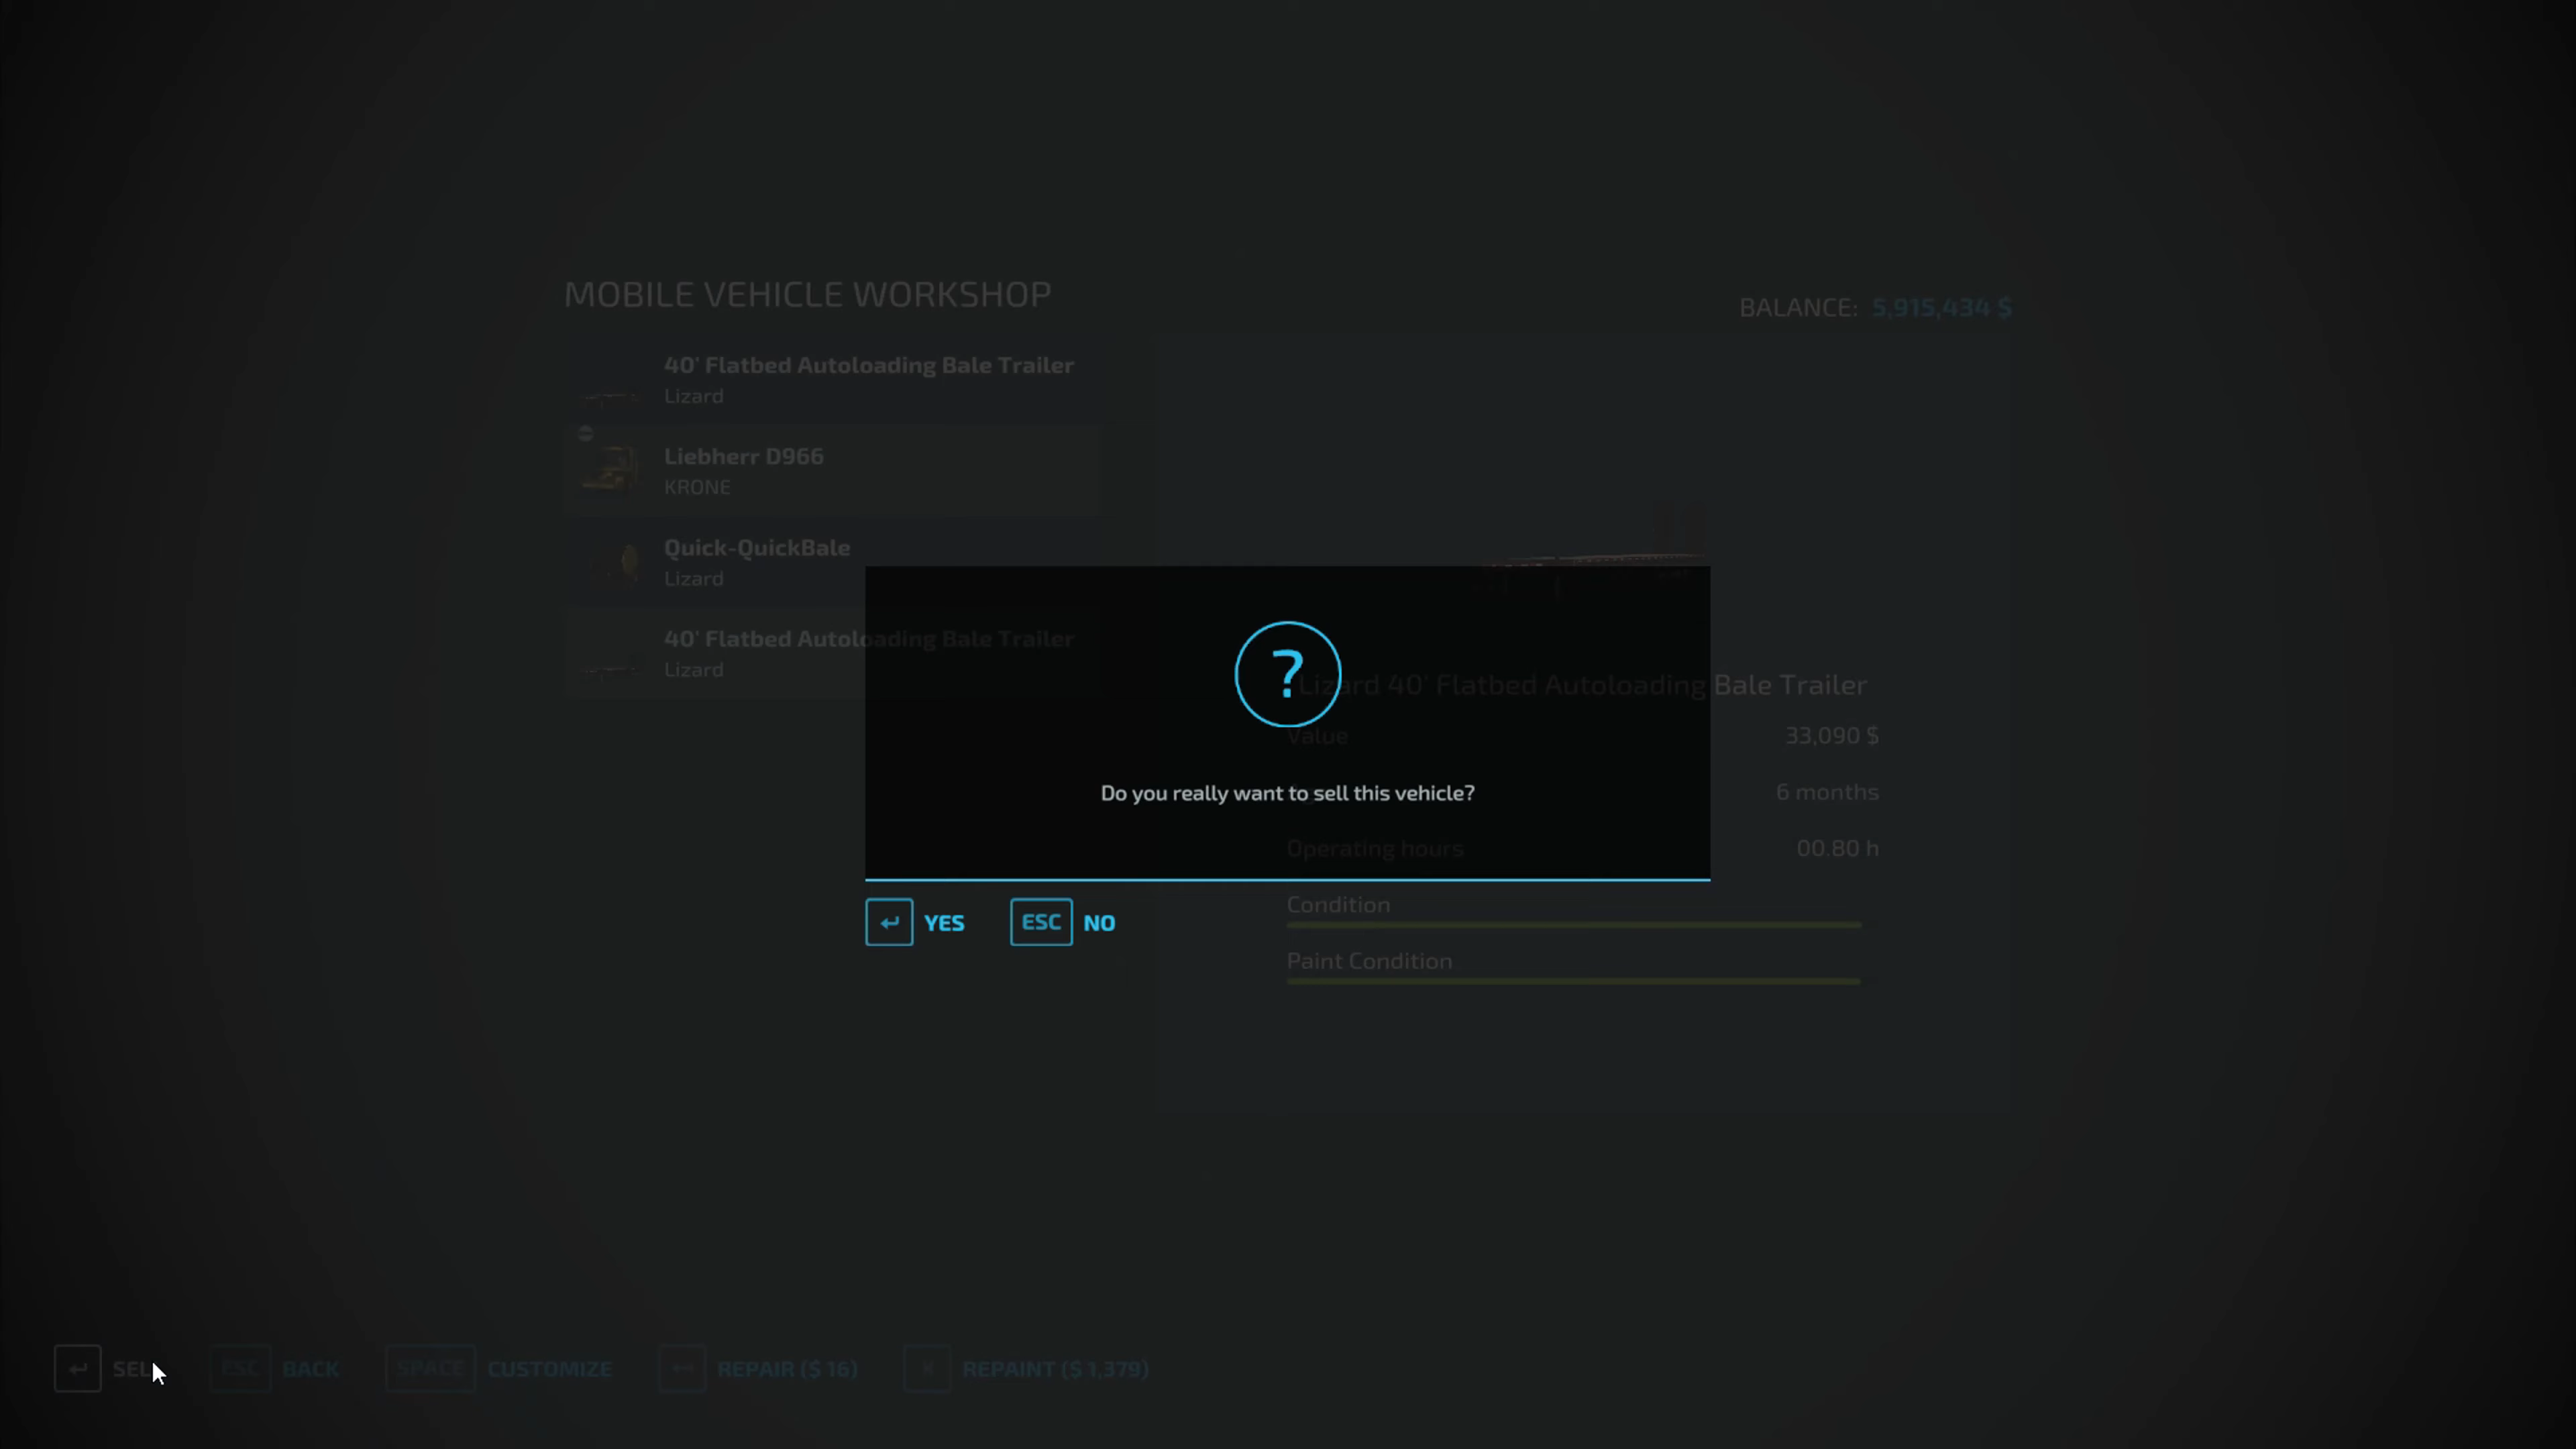 MOBILE VEHICLE WORKSHOP
BALANCE: 5,915,434 $
40' Flatbed Autoloading Bale Trailer
Lizard
Liebherr D966
KRONE
Quick-QuickBale
Lizard
40' Flatbed Autoloading Bale Trailer
Lizard
?
Lizard 40' Flatbed Autoloading Bale Trailer
Value 33,090 $
Do you really want to sell this vehicle?
6 months
Operating hours 00.80 h
Condition
Paint Condition
YES ESC NO
SELL ESC BACK SPACE CUSTOMIZE REPAIR ($ 16) REPAINT ($ 1,379)